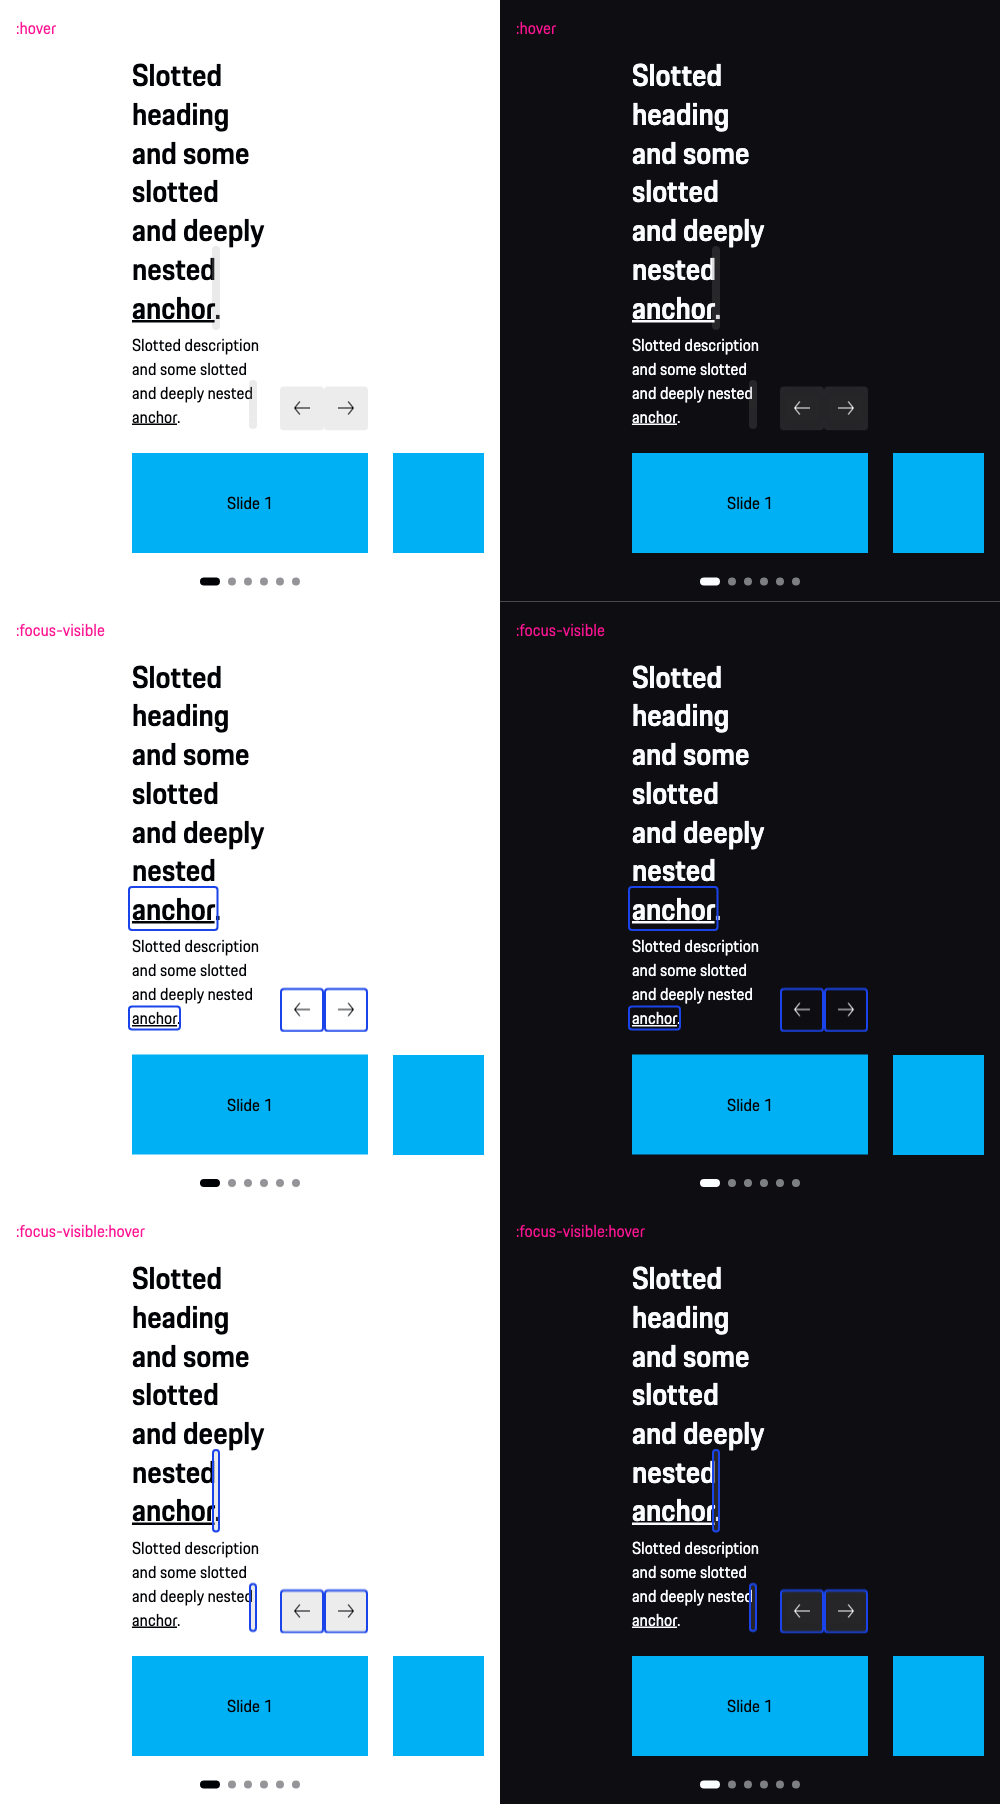 :hover
Slotted
heading
and some
slotted
and deeply
nested
anchor.
Slotted description
and some slotted
and deeply nested
anchor.
Slide 1
:hover
Slotted
heading
and some
slotted
and deeply
nested
anchor.
Slotted description
and some slotted
and deeply nested
anchor.
Slide 1
:focus-visible
Slotted
heading
and some
slotted
and deeply
nested
anchor.
Slotted description
and some slotted
and deeply nested
anchor.
Slide 1
:focus-visible
Slotted
heading
and some
slotted
and deeply
nested
anchor.
Slotted description
and some slotted
and deeply nested
anchor.
Slide 1
:focus-visible:hover
Slotted
heading
and some
slotted
and deeply
nested
anchor.
Slotted description
and some slotted
and deeply nested
anchor.
Slide 1
:focus-visible:hover
Slotted
heading
and some
slotted
and deeply
nested
anchor.
Slotted description
and some slotted
and deeply nested
anchor.
Slide 1